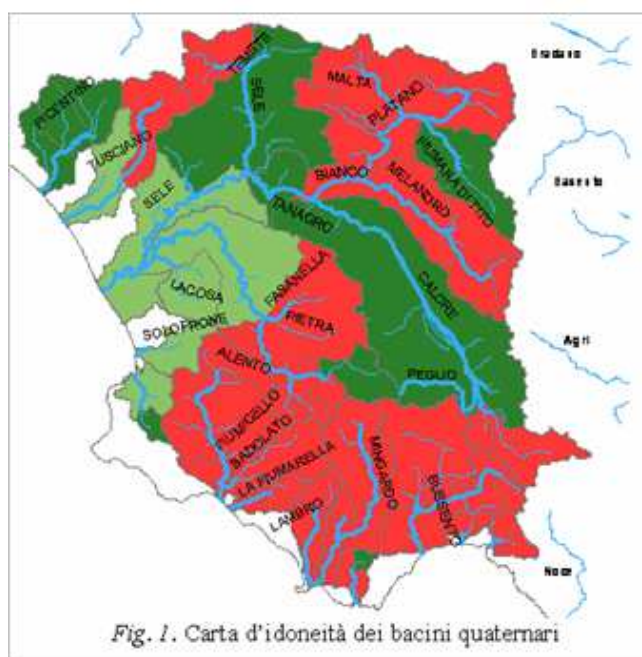 Bradano
TENSITE
MALTA
PICENTINO
SELE
PLATANO
TUSCIANO
FIUMARA DI TITO
BIANCO
MELANDRO
Basento
SELE
TANAGRO
LACOSA
FASANELLA
CALORE
SOLOFRONE
PIETRA
Agri
ALENTO
PEGLIO
FIUMICELLO
BADOLATO
LA FIUMARELLA
MINGARDO
LAMBRO
BUSSENTO
Noce
Fig. 1. Carta d'idoneità dei bacini quaternari